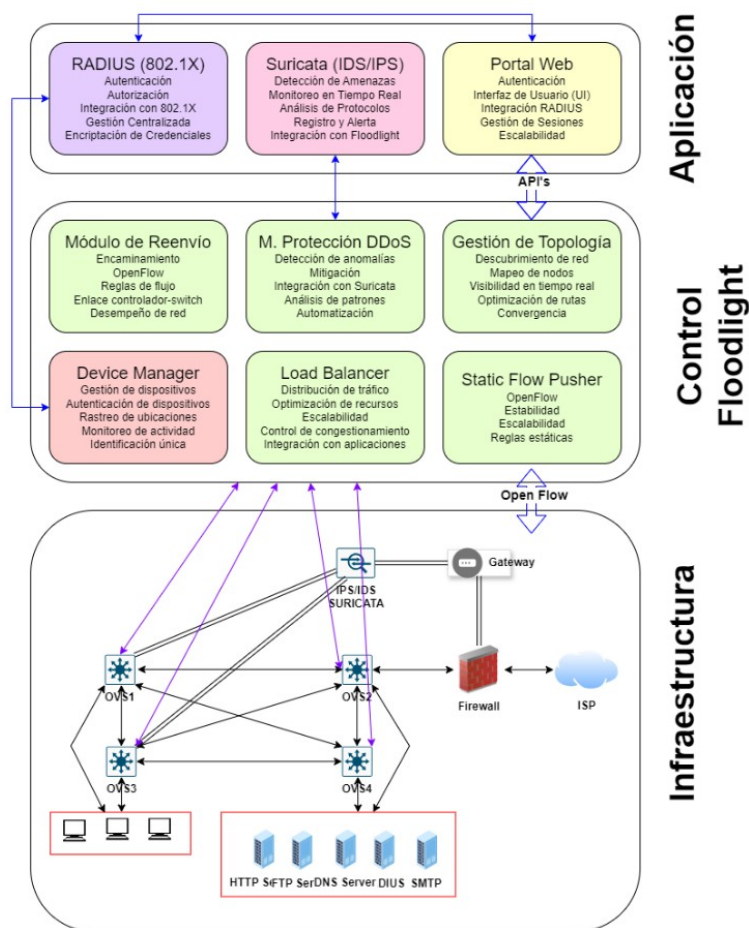 RADIUS (802.1X)
Autenticación
Autorización
Integración con 802.1X
Gestión Centralizada
Encriptación de Credenciales
Suricata (IDS/IPS)
Detección de Amenazas
Monitoreo en Tiempo Real
Análisis de Protocolos
Registro y Alerta
Integración con Floodlight
Portal Web
Autenticación
Interfaz de Usuario (UI)
Integración RADIUS
Gestión de Sesiones
Escalabilidad
Aplicación
API's
Módulo de Reenvío
Encaminamiento
OpenFlow
Reglas de flujo
Enlace controlador-switch
Desempeño de red
M. Protección DDoS
Detección de anomalías
Mitigación
Integración con Suricata
Análisis de patrones
Automatización
Gestión de Topología
Descubrimiento de red
Mapeo de nodos
Visibilidad en tiempo real
Optimización de rutas
Convergencia
Device Manager
Gestión de dispositivos
Autenticación de dispositivos
Rastreo de ubicaciones
Monitoreo de actividad
Identificación única
Load Balancer
Distribución de tráfico
Optimización de recursos
Escalabilidad
Control de congestionamiento
Integración con aplicaciones
Static Flow Pusher
OpenFlow
Estabilidad
Escalabilidad
Reglas estáticas
Control
Floodlight
Open Flow
IPS/IDS
SURICATA
Gateway
OVS1
OVS2
Firewall
ISP
OVS3
OVS4
HTTP
FTP
DNS Server
DIUS
SMTP
Infraestructura